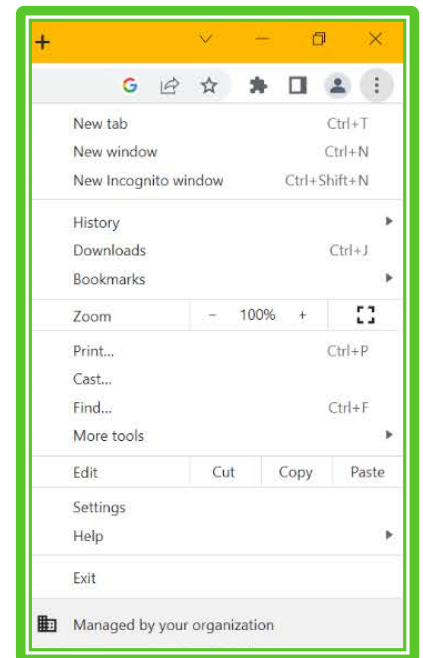 New tab Ctrl+T
New window Ctrl+N
New Incognito window Ctrl+Shift+N
History
Downloads Ctrl+J
Bookmarks
Zoom - 100% +
Print... Ctrl+P
Cast...
Find... Ctrl+F
More tools
Edit Cut Copy Paste
Settings
Help
Exit
Managed by your organization